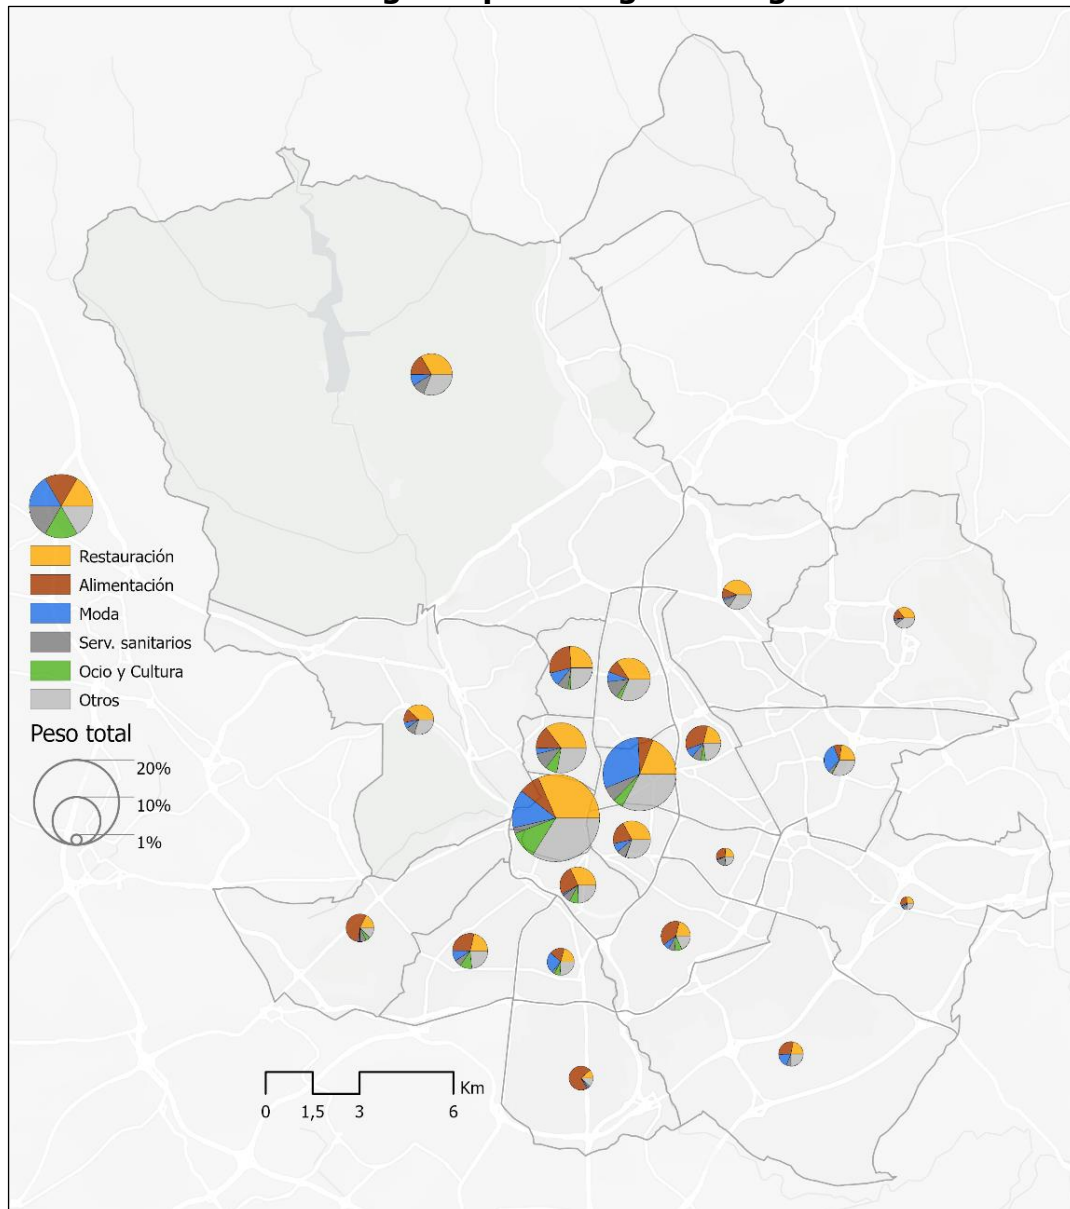 Restauración
Alimentación
Moda
Serv. sanitarios
Ocio y Cultura
Otros
Peso total
20%
10%
1%
Km
0 1,5 3 6